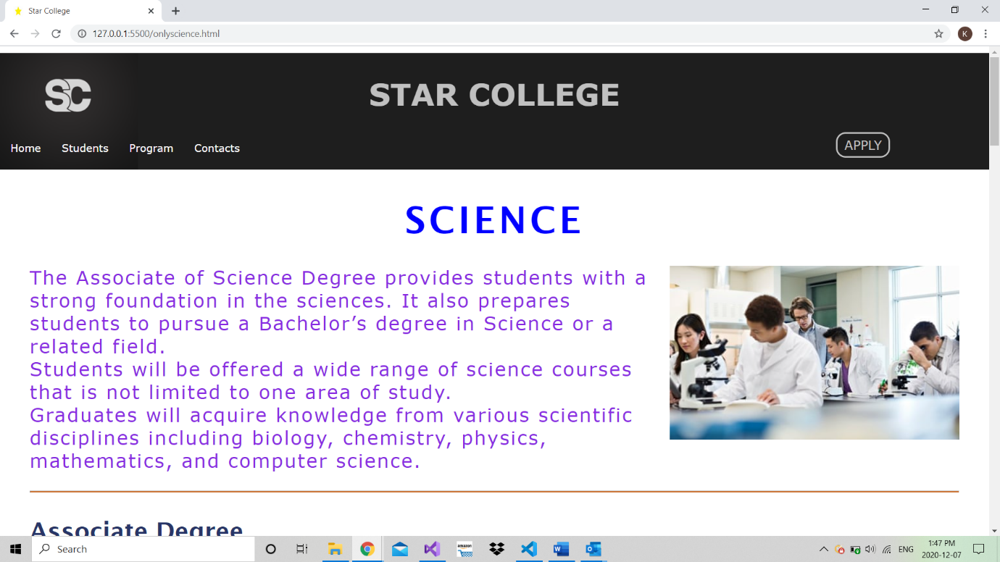 Star College
127.0.0.1:5500/onlyscience.html
K
SC
STAR COLLEGE
Home Students Program Contacts
APPLY
SCIENCE
The Associate of Science Degree provides students with a
strong foundation in the sciences. It also prepares
students to pursue a Bachelor’s degree in Science or a
related field.
Students will be offered a wide range of science courses
that is not limited to one area of study.
Graduates will acquire knowledge from various scientific
disciplines including biology, chemistry, physics,
mathematics, and computer science.
Associate Degree
Search
amazon
ENG
1:47 PM
2020-12-07